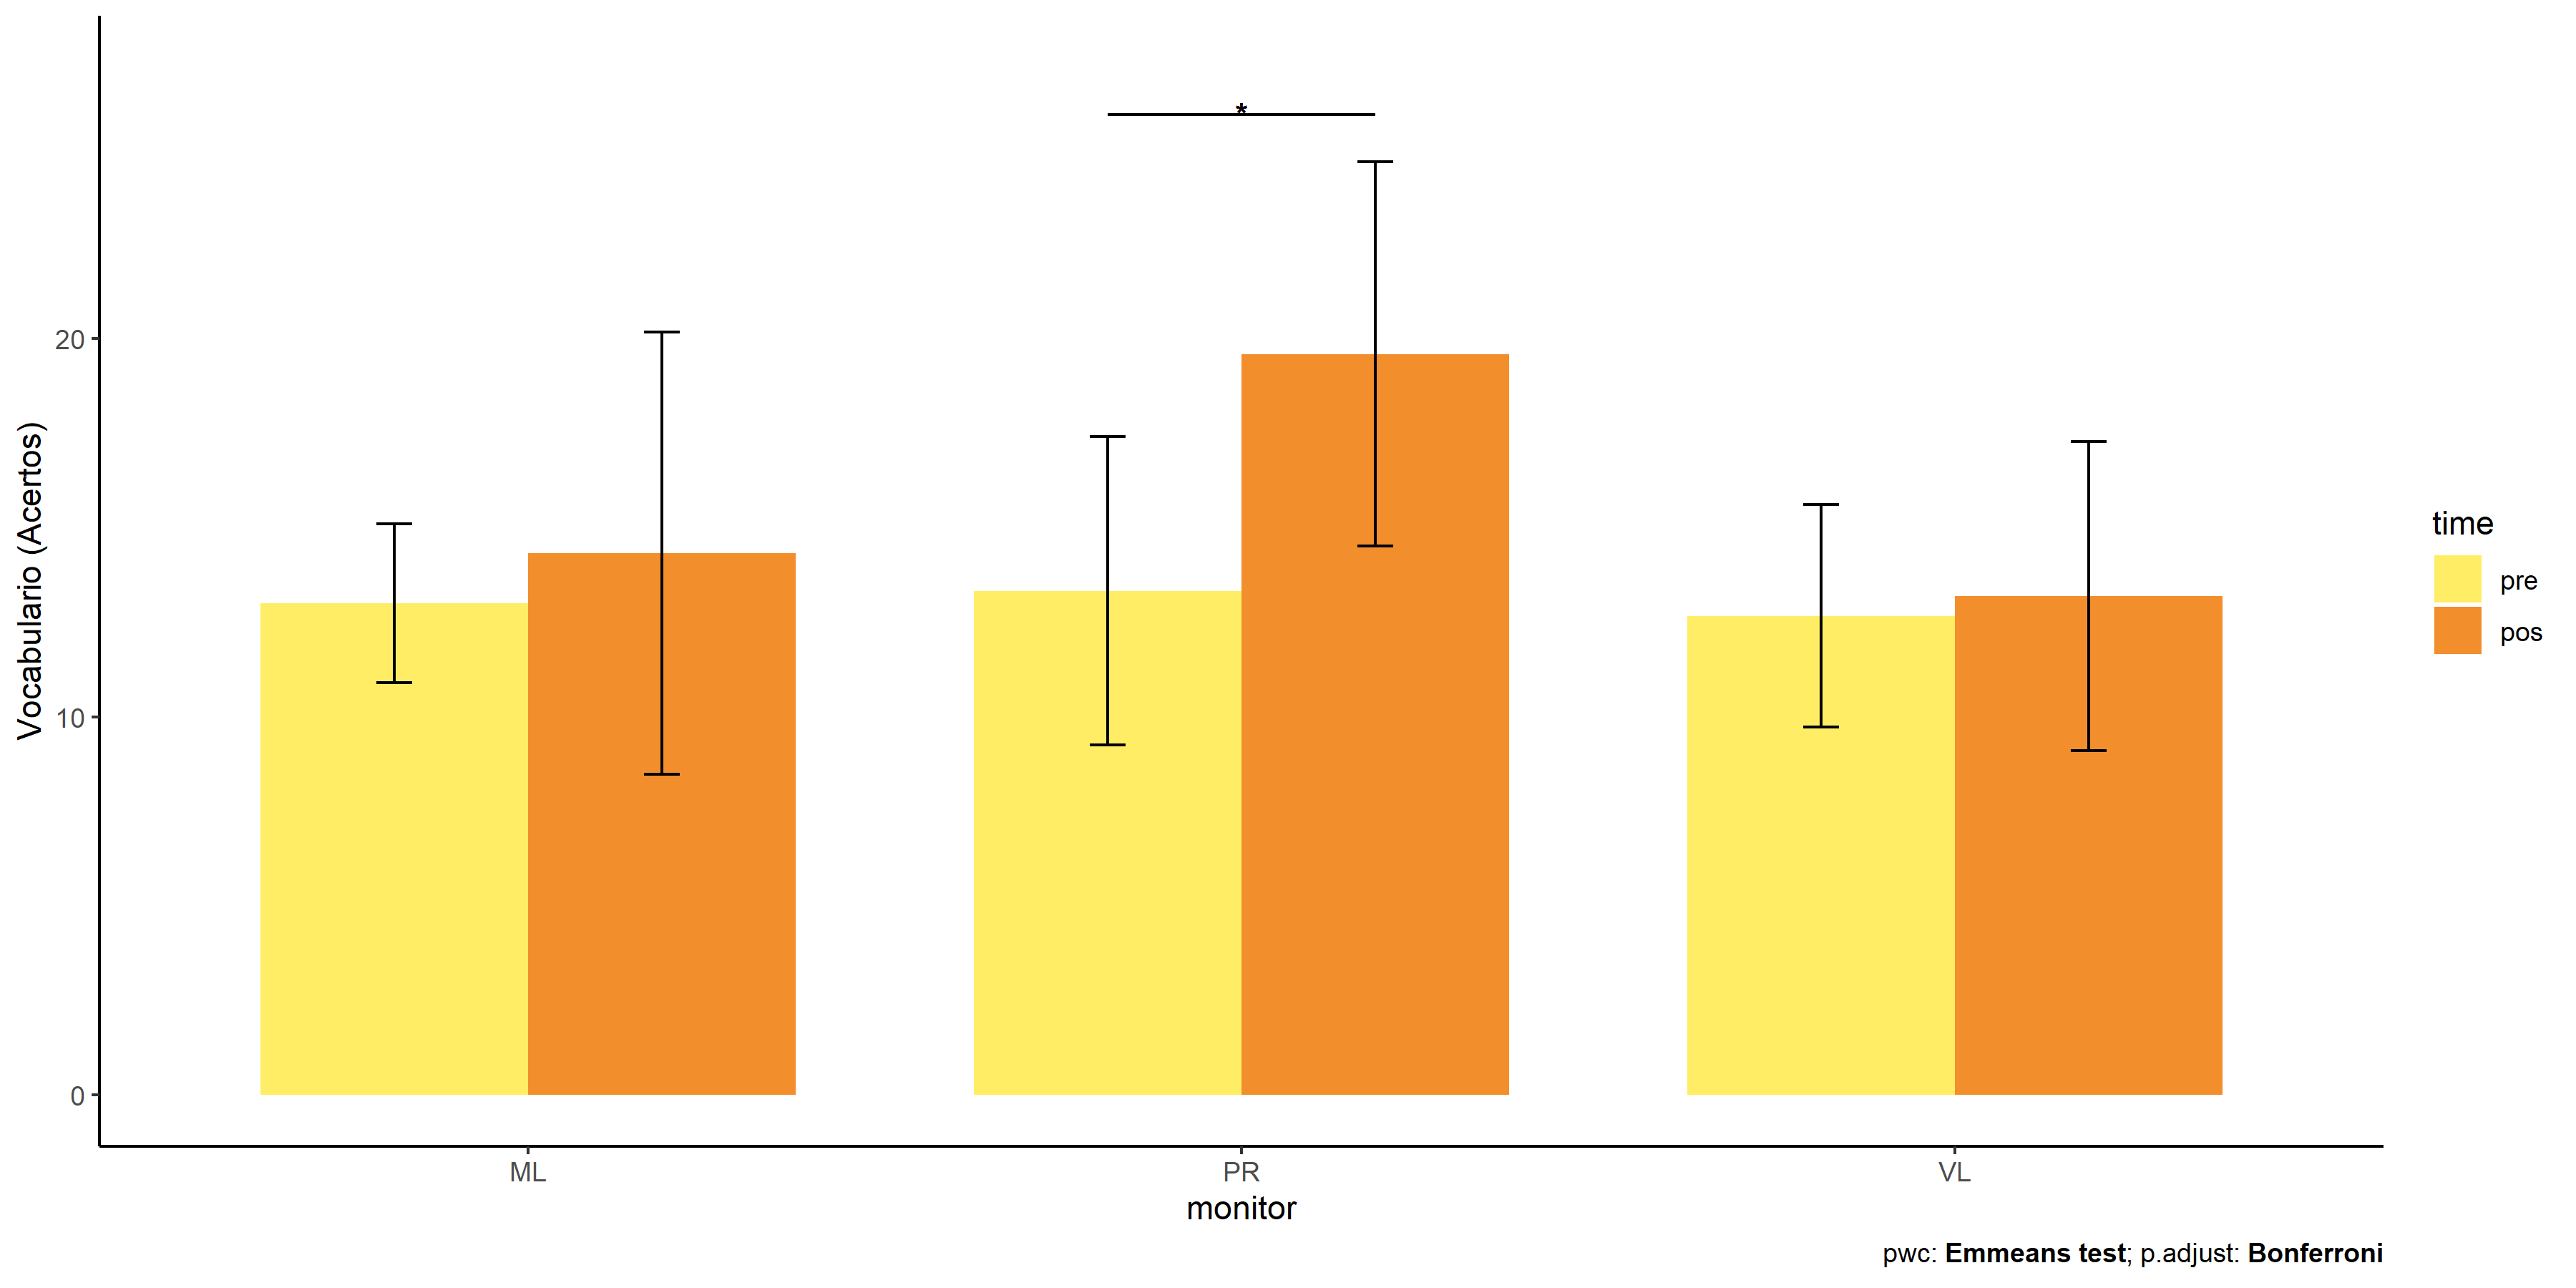 *
20
10
0
Vocabulario (Acertos)
ML
PR
VL
monitor
time
pre
pos
pwc: Emmeans test; p.adjust: Bonferroni